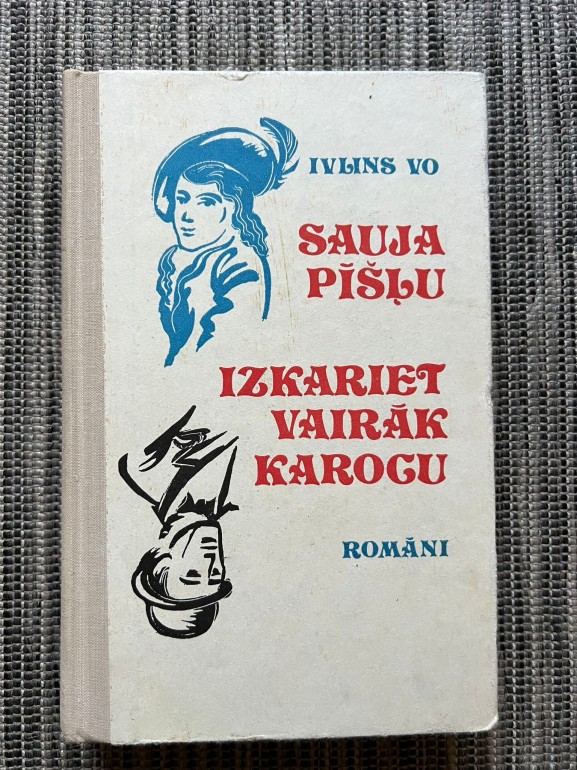 IVLINS VO
SAUJA
PĪŠĻU
IZKARIET
VAIRĀK
KAROGU
ROMĀNI